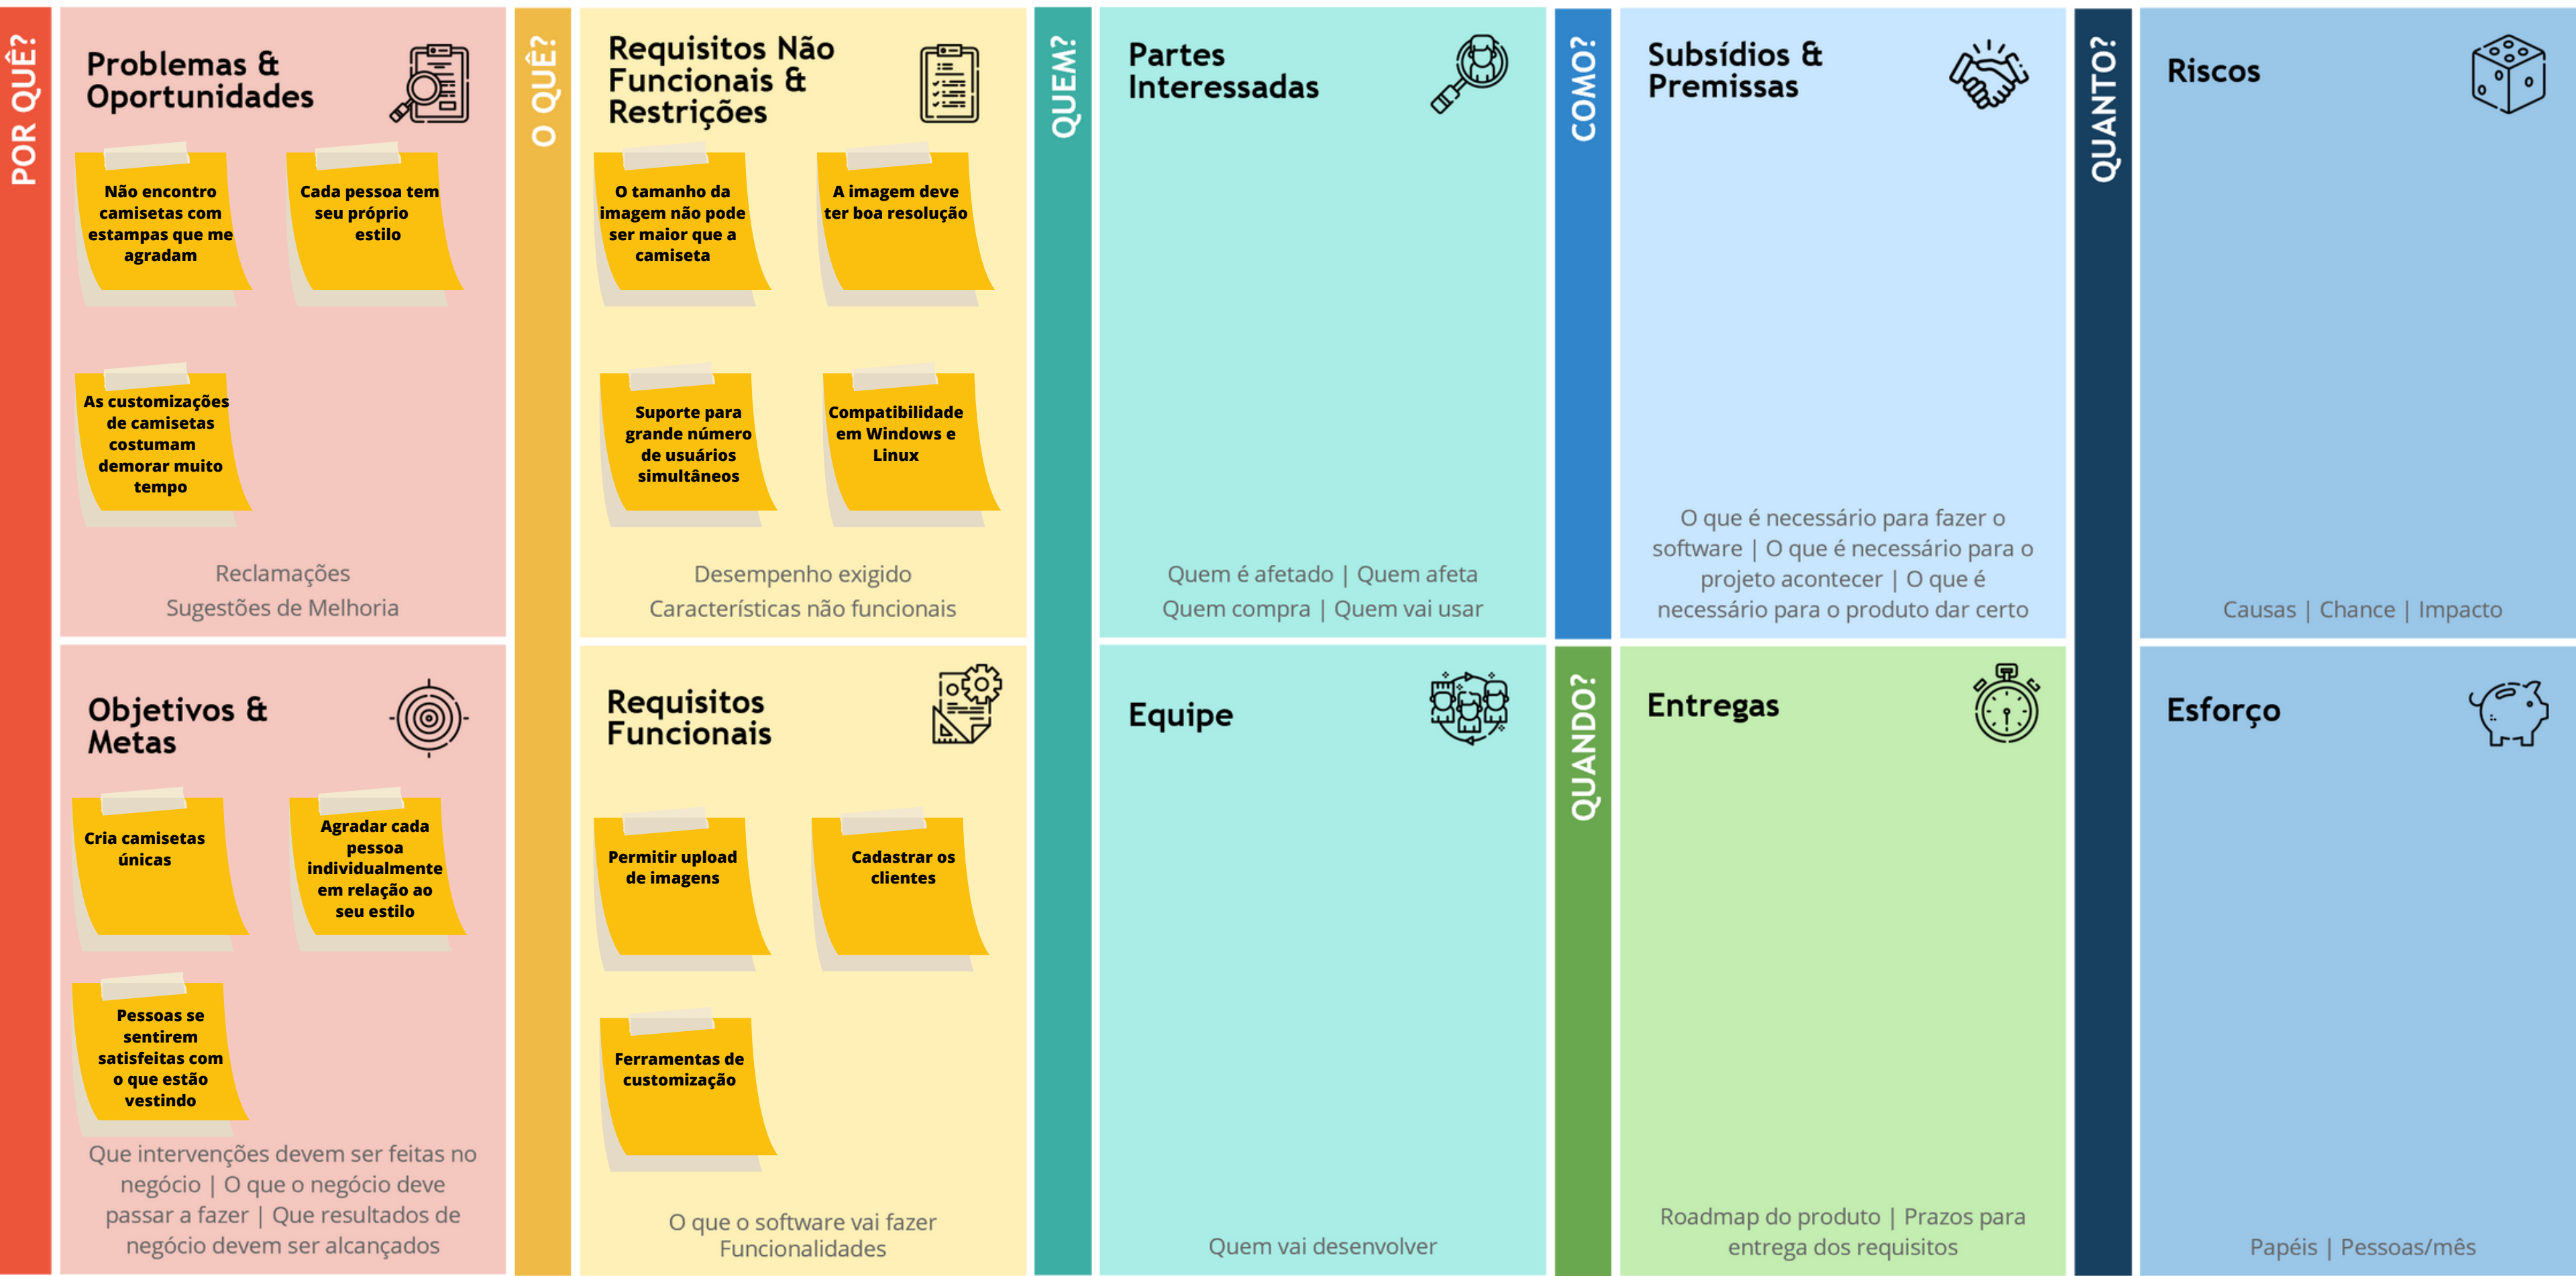 POR QUÊ?
Problemas &
Oportunidades
Não encontro
camisetas com
estampas que me
agradam
Cada pessoa tem
seu próprio
estilo
As customizações
de camisetas
costumam
demorar muito
tempo
Reclamações
Sugestões de Melhoria
Objetivos &
Metas
Cria camisetas
únicas
Agradar cada
pessoa
individualmente
em relação ao
seu estilo
Pessoas se
sentirem
satisfeitas com
o que estão
vestindo
Que intervenções devem ser feitas no
negócio | O que o negócio deve
passar a fazer | Que resultados de
negócio devem ser alcançados
O QUÊ?
Requisitos Não
Funcionais &
Restrições
O tamanho da
imagem não pode
ser maior que a
camiseta
A imagem deve
ter boa resolução
Suporte para
grande número
de usuários
simultâneos
Compatibilidade
em Windows e
Linux
Desempenho exigido
Características não funcionais
Requisitos
Funcionais
Permitir upload
de imagens
Cadastrar os
clientes
Ferramentas de
customização
O que o software vai fazer
Funcionalidades
QUEM?
Partes
Interessadas
Quem é afetado | Quem afeta
Quem compra | Quem vai usar
Equipe
Quem vai desenvolver
COMO?
Subsídios &
Premissas
O que é necessário para fazer o
software | O que é necessário para o
projeto acontecer | O que é
necessário para o produto dar certo
QUANDO?
Entregas
Roadmap do produto | Prazos para
entrega dos requisitos
QUANTO?
Riscos
Causas | Chance | Impacto
Esforço
Papéis | Pessoas/mês